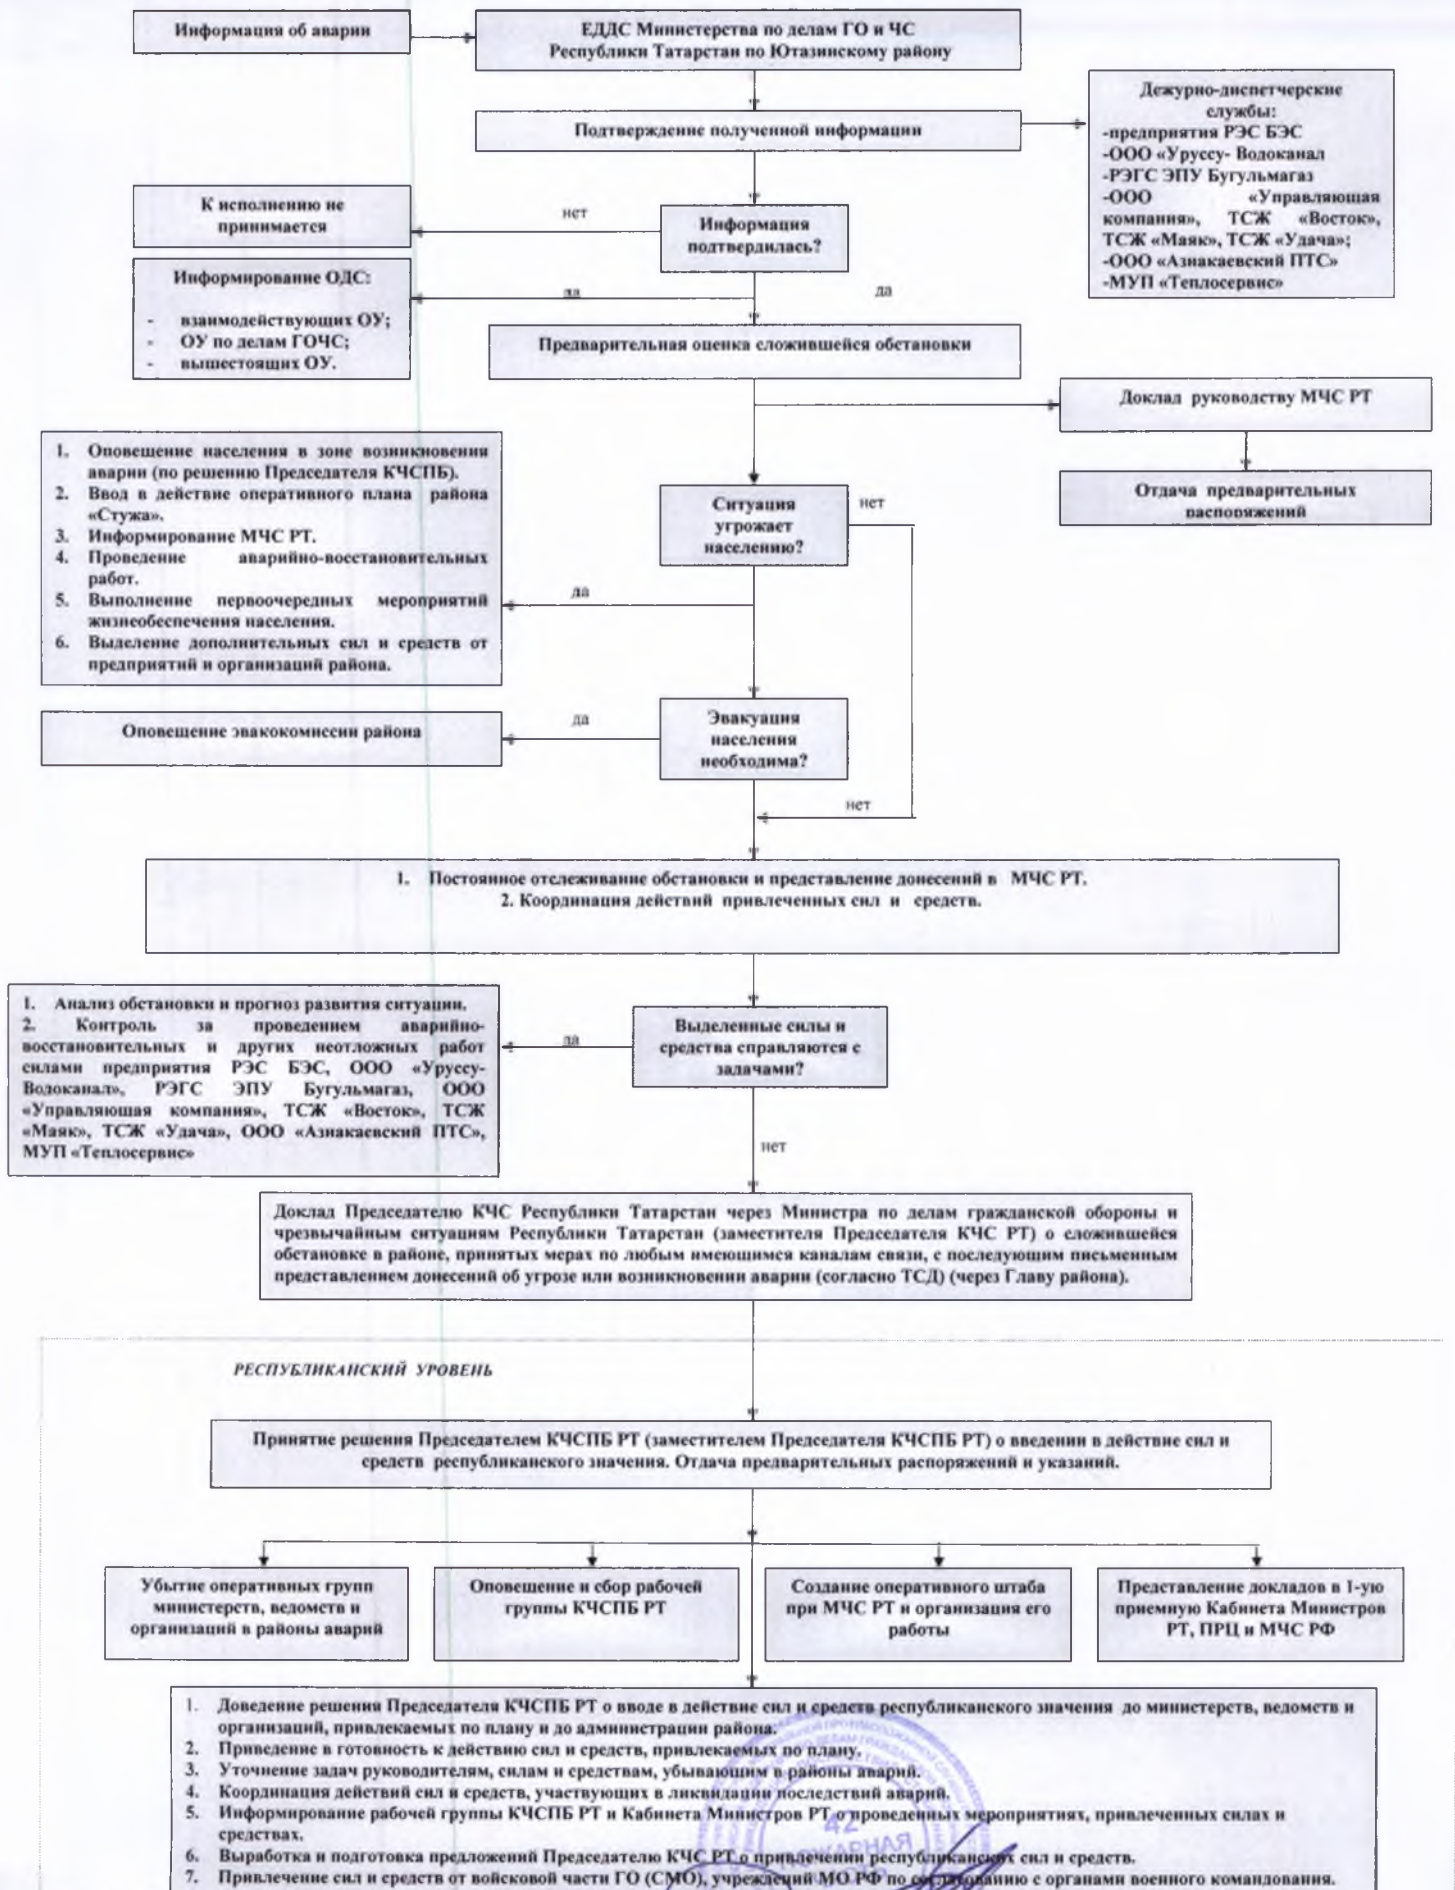 Информация об аварии
ЕДДС Министерства по делам ГО и ЧС
Республики Татарстан по Ютазинскому району
Подтверждение полученной информации
Дежурно-диспетчерские
службы:
-предприятия РЭС БЭС
-ООО «Уруссу- Водоканал
-РЭГС ЭПУ Бугульмагаз
-ООО «Управляющая
компания», ТСЖ «Восток»,
ТСЖ «Маяк», ТСЖ «Удача»;
-ООО «Азнакаевский ПТС»
-МУП «Теплосервис»
К исполнению не
принимается
нет
Информация
подтвердилась?
Информирование ОДС:
- взаимодействующих ОУ;
- ОУ по делам ГОЧС;
- вышестоящих ОУ.
да
да
Предварительная оценка сложившейся обстановки
Доклад руководству МЧС РТ
Отдача предварительных
распоряжений
1. Оповещение населения в зоне возникновения
аварии (по решению Председателя КЧСПБ).
2. Ввод в действие оперативного плана района
«Стужа».
3. Информирование МЧС РТ.
4. Проведение аварийно-восстановительных
работ.
5. Выполнение первоочередных мероприятий
жизнеобеспечения населения.
6. Выделение дополнительных сил и средств от
предприятий и организаций района.
Ситуация
угрожает
населению?
нет
да
Оповещение эвакокомиссии района
да
Эвакуация
населения
необходима?
нет
1. Постоянное отслеживание обстановки и представление донесений в МЧС РТ.
2. Координация действий привлеченных сил и средств.
1. Анализ обстановки и прогноз развития ситуации.
2. Контроль за проведением аварийно-
восстановительных и других неотложных работ
силами предприятия РЭС БЭС, ООО «Уруссу-
Водоканал», РЭГС ЭПУ Бугульмагаз, ООО
«Управляющая компания», ТСЖ «Восток», ТСЖ
«Маяк», ТСЖ «Удача», ООО «Азнакаевский ПТС»,
МУП «Теплосервис»
да
Выделенные силы и
средства справляются с
задачами?
нет
Доклад Председателю КЧС Республики Татарстан через Министра по делам гражданской обороны и
чрезвычайным ситуациям Республики Татарстан (заместителя Председателя КЧС РТ) о сложившейся
обстановке в районе, принятых мерах по любым имеющимся каналам связи, с последующим письменным
представлением донесений об угрозе или возникновении аварии (согласно ТСД) (через Главу района).
РЕСПУБЛИКАНСКИЙ УРОВЕНЬ
Принятие решения Председателем КЧСПБ РТ (заместителем Председателя КЧСПБ РТ) о введении в действие сил и
средств республиканского значения. Отдача предварительных распоряжений и указаний.
Убытие оперативных групп
министерств, ведомств и
организаций в районы аварий
Оповещение и сбор рабочей
группы КЧСПБ РТ
Создание оперативного штаба
при МЧС РТ и организация его
работы
Представление докладов в 1-ую
приемную Кабинета Министров
РТ, ПРЦ и МЧС РФ
1. Доведение решения Председателя КЧСПБ РТ о вводе в действие сил и средств республиканского значения до министерств, ведомств и
организаций, привлекаемых по плану и до администрации района.
2. Приведение в готовность к действию сил и средств, привлекаемых по плану.
3. Уточнение задач руководителям, силам и средствам, убывающим в районы аварий.
4. Координация действий сил и средств, участвующих в ликвидации последствий аварий.
5. Информирование рабочей группы КЧСПБ РТ и Кабинета Министров РТ о проведенных мероприятиях, привлеченных силах и
средствах.
6. Выработка и подготовка предложений Председателю КЧС РТ о привлечении республиканских сил и средств.
7. Привлечение сил и средств от войсковой части ГО (СМО), учреждений МО РФ по согласованию с органами военного командования.
42
ПОЖАРНАЯ